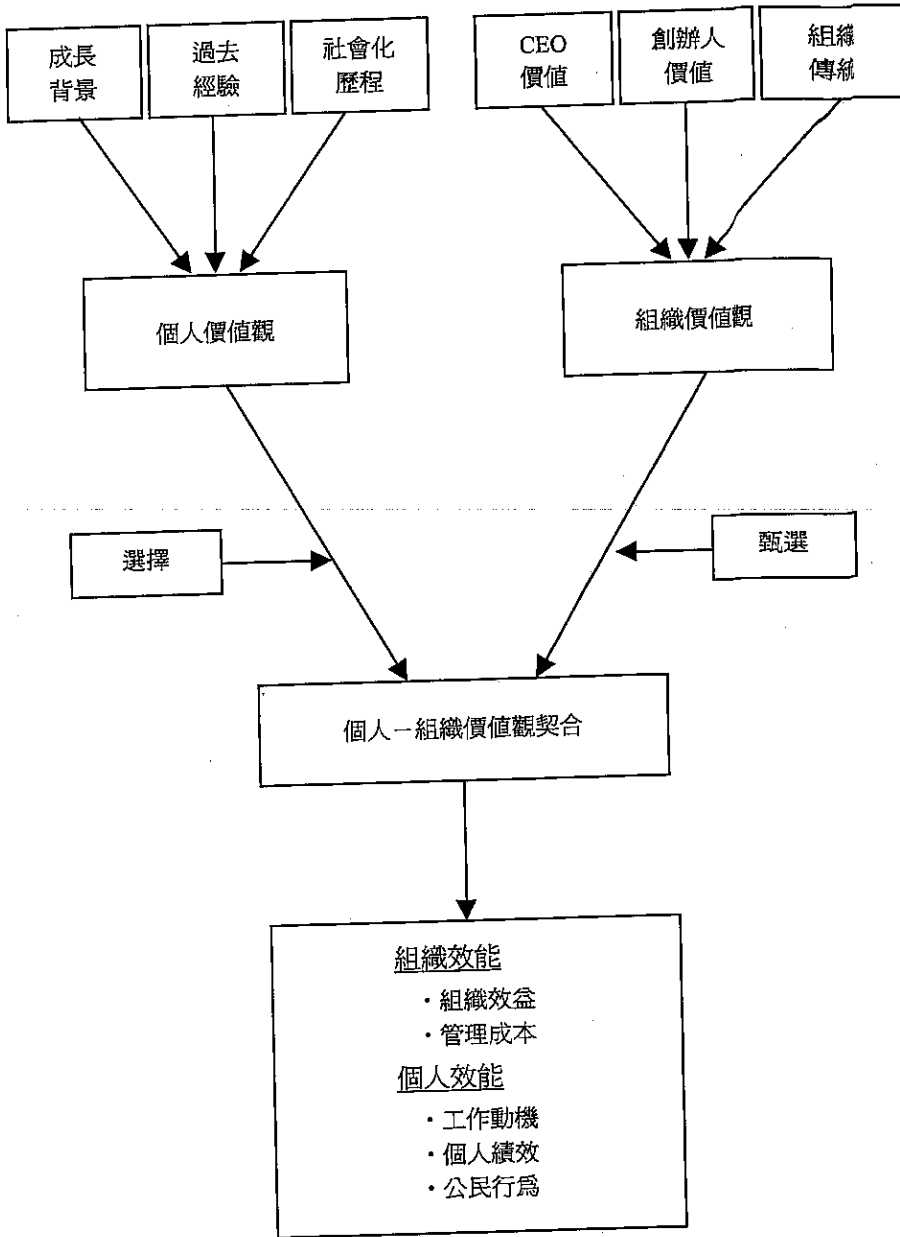 成長
背景
過去
經驗
社會化
歷程
CEO
價值
創辦人
價值
組織
傳統
個人價值觀
組織價值觀
選擇
甄選
個人－組織價值觀契合
組織效能
・組織效益
・管理成本
個人效能
・工作動機
・個人績效
・公民行為